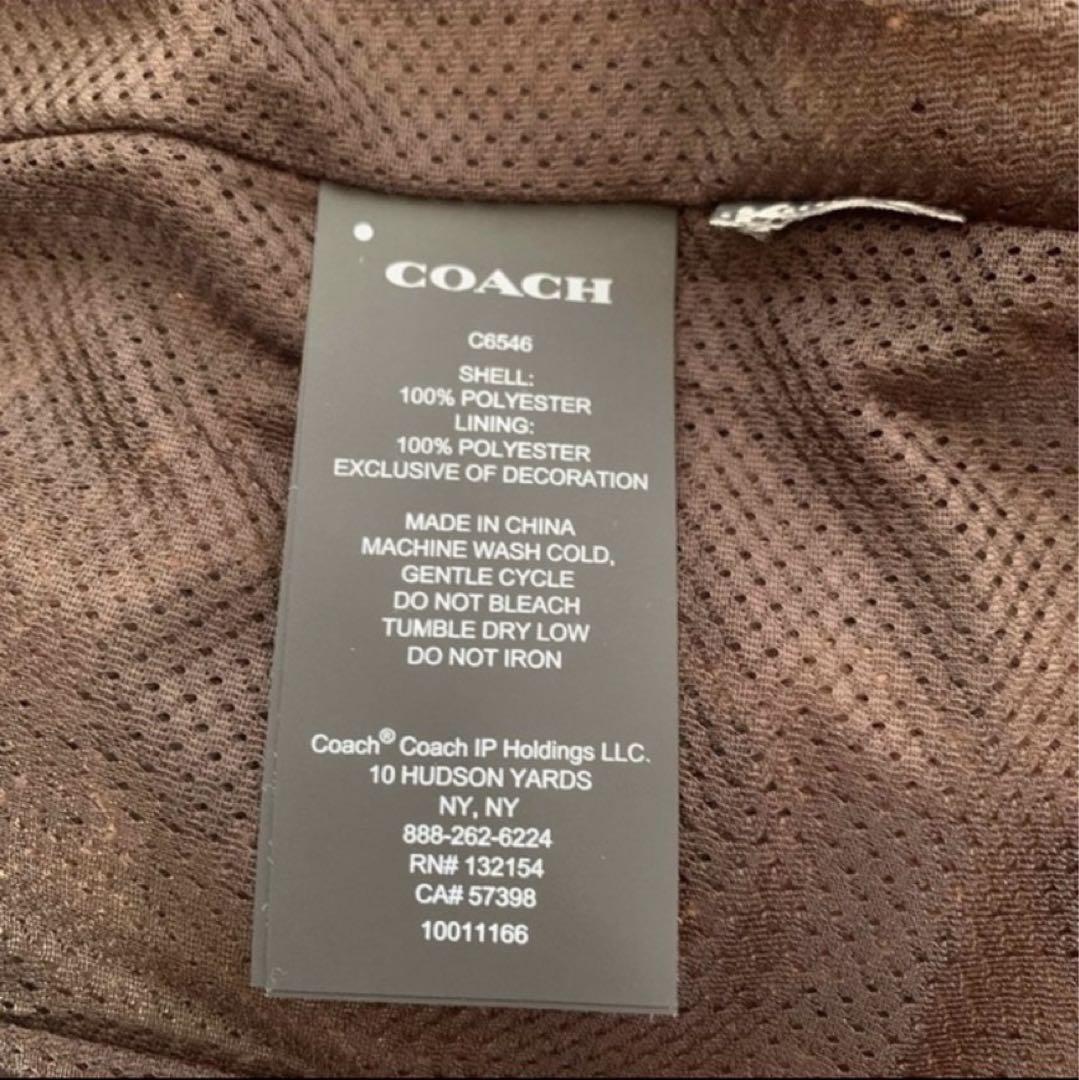 COACH
C6546
SHELL:
100% POLYESTER
LINING:
100% POLYESTER
EXCLUSIVE OF DECORATION
MADE IN CHINA
MACHINE WASH COLD,
GENTLE CYCLE
DO NOT BLEACH
TUMBLE DRY LOW
DO NOT IRON
Coach® Coach IP Holdings LLC.
10 HUDSON YARDS
NY, NY
888-262-6224
RN# 132154
CA# 57398
10011166